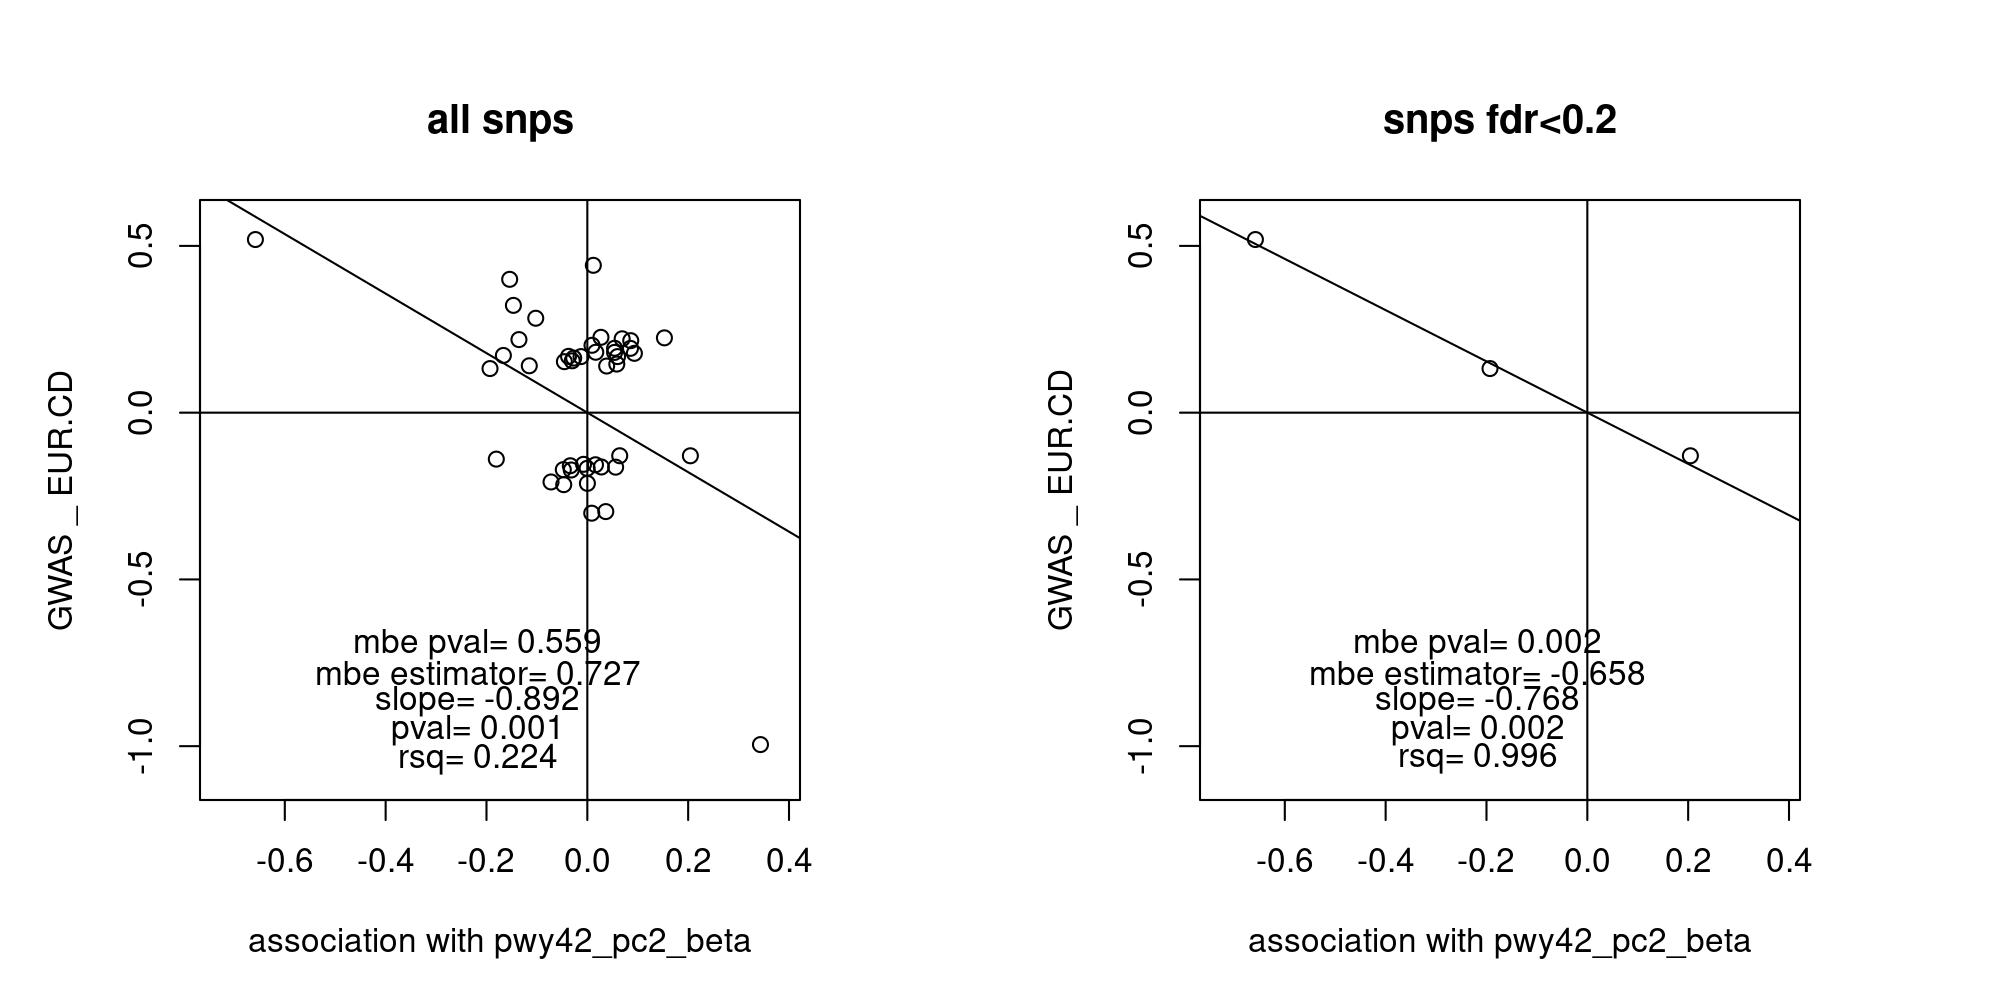 all snps
GWAS _ EUR.CD
0.5
0.0
-0.5
-1.0
mbe pval= 0.559
mbe estimator= 0.727
slope= -0.892
pval= 0.001
rsq= 0.224
-0.6 -0.4 -0.2 0.0 0.2 0.4
association with pwy42_pc2_beta
snps fdr<0.2
GWAS _ EUR.CD
0.5
0.0
-0.5
-1.0
mbe pval= 0.002
mbe estimator= -0.658
slope= -0.768
pval= 0.002
rsq= 0.996
-0.6 -0.4 -0.2 0.0 0.2 0.4
association with pwy42_pc2_beta